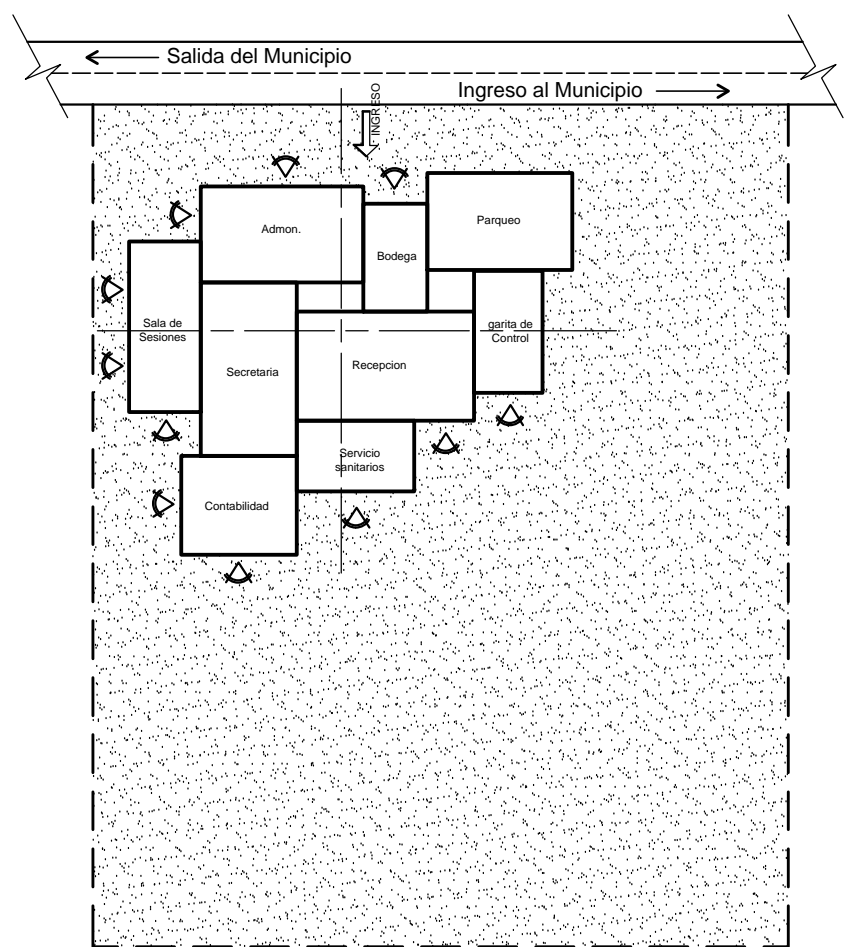 Salida del Municipio
Ingreso al Municipio
INGRESO
Admon.
Parqueo
Bodega
Sala de
Sesiones
garita de
Control
Secretaria
Recepcion
Servicio
sanitarios
Contabilidad